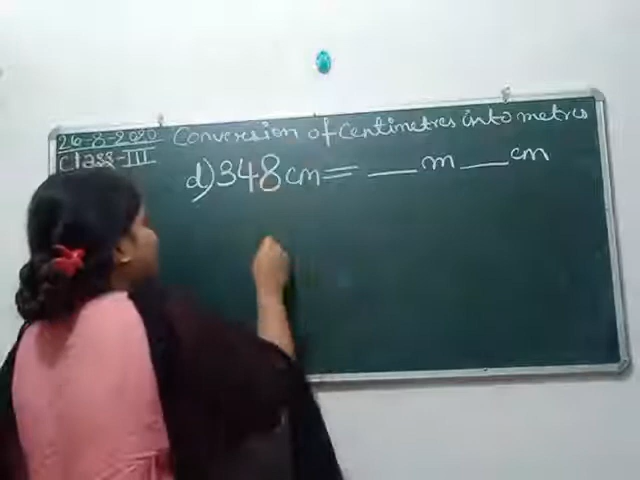 26-8-2020 Conversion of Centimetres into metres
Class-III
d) 348 cm = ___ m ___ cm